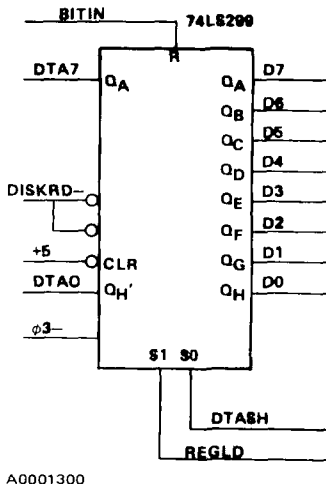 BITIN
74LS299
R
DTA7 QA QA D7
QB D6
QC D5
QD D4
DISKRD- QE D3
QF D2
+5 CLR QG D1
DTA0 QH' QH D0
φ3-
S1 S0
DTASH
REGLD
A0001300